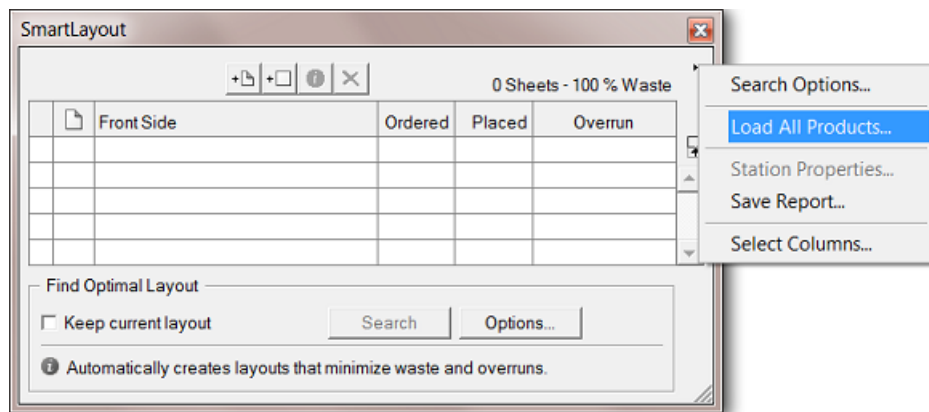 SmartLayout
0 Sheets - 100 % Waste
Front Side Ordered Placed Overrun
Find Optimal Layout
Keep current layout Search Options...
Automatically creates layouts that minimize waste and overruns.
Search Options...
Load All Products...
Station Properties...
Save Report...
Select Columns...